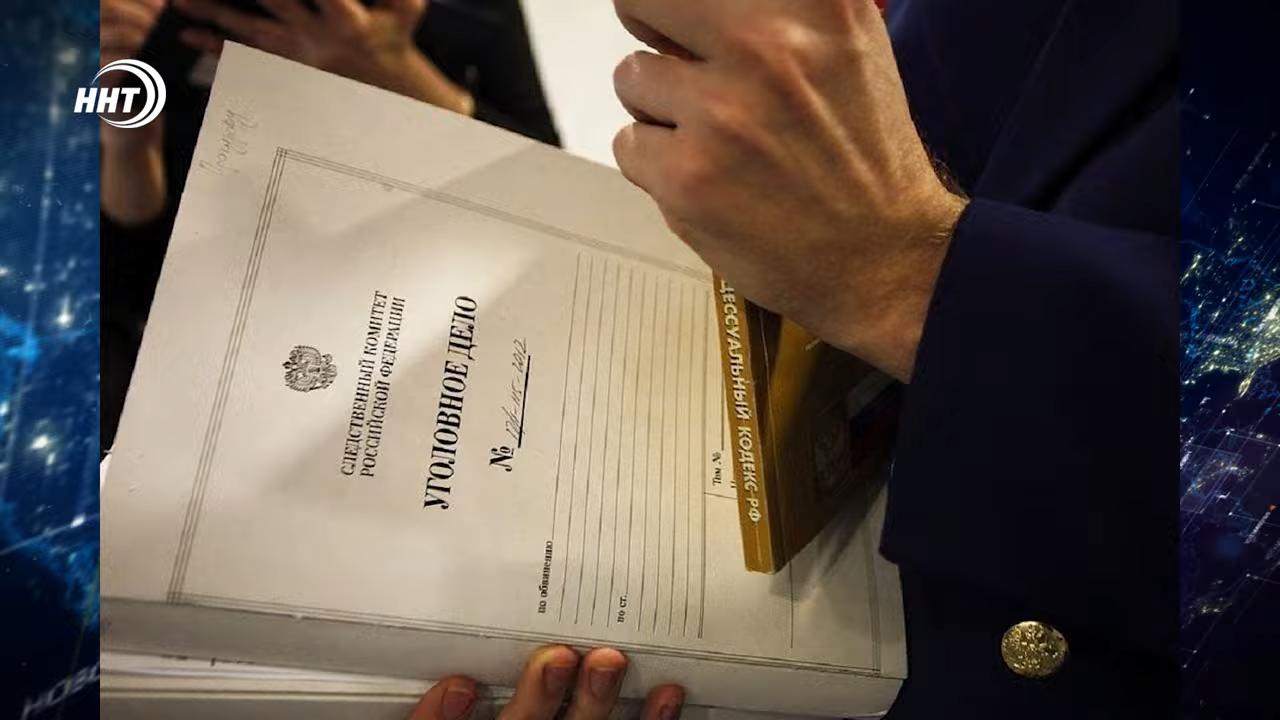 ННТ
СЛЕДСТВЕННЫЙ КОМИТЕТ
РОССИЙСКОЙ ФЕДЕРАЦИИ
УГОЛОВНОЕ ДЕЛО
№
по обвинению
по ст.
Том №
ЦЕССУАЛЬНЫЙ КОДЕКС РФ